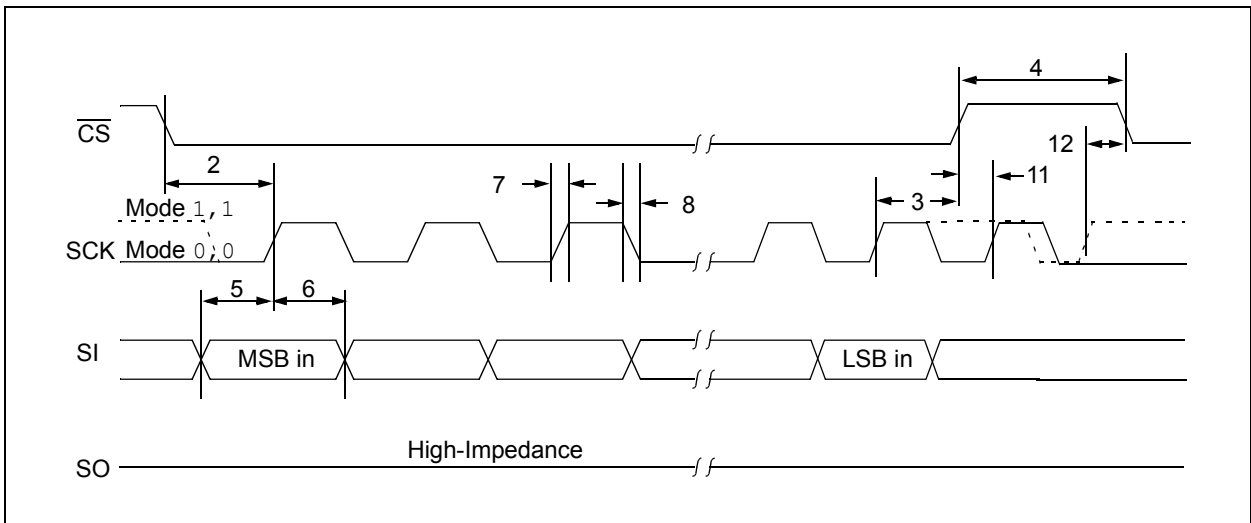 4
C̅S̅
12
2
7
8
3
11
Mode 1,1
SCK Mode 0,0
5
6
SI
MSB in
LSB in
High-Impedance
SO